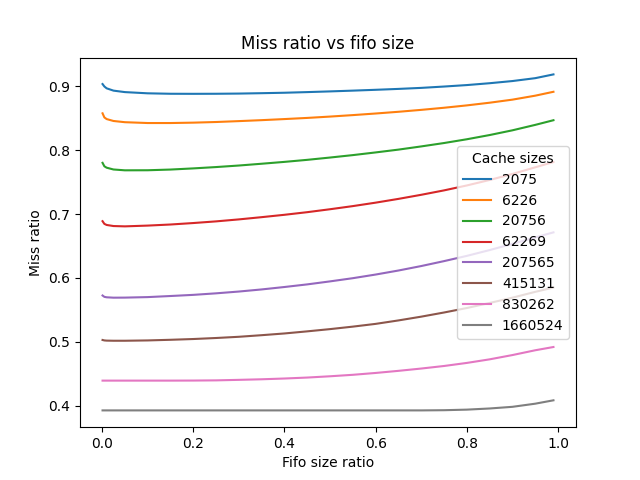 Miss ratio vs fifo size
Miss ratio
0.9
0.8
0.7
0.6
0.5
0.4
Cache sizes
2075
6226
20756
62269
207565
415131
830262
1660524
0.0 0.2 0.4 0.6 0.8 1.0
Fifo size ratio